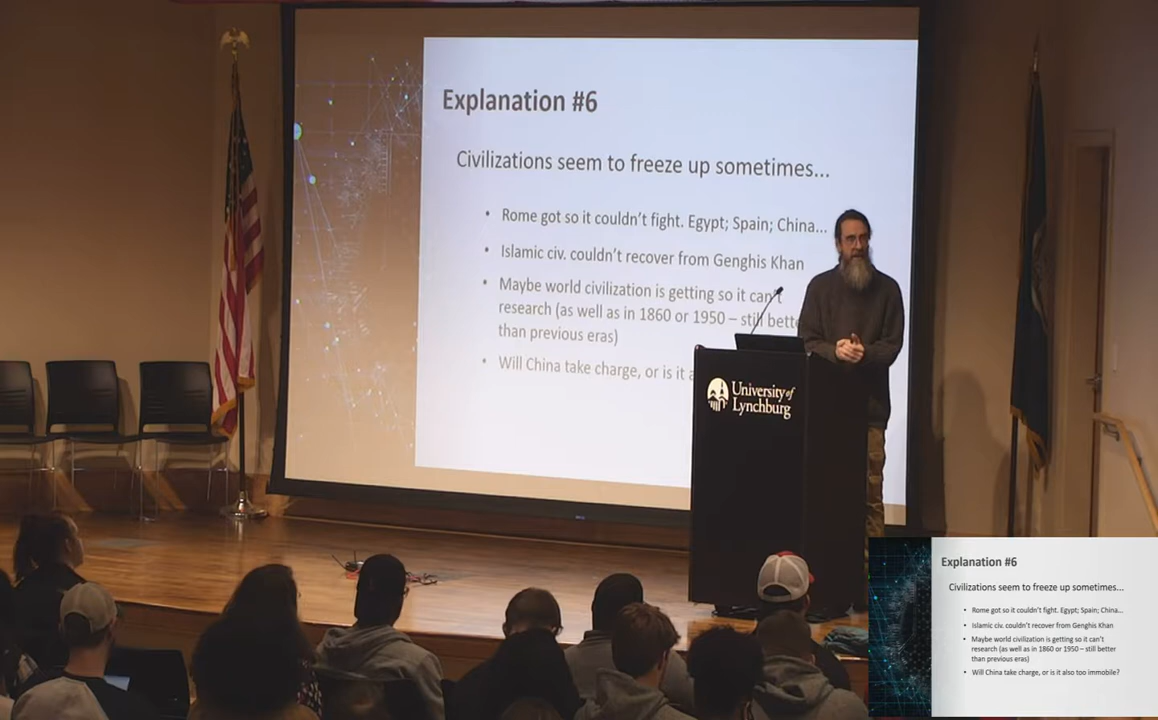 Explanation #6
Civilizations seem to freeze up sometimes...
• Rome got so it couldn't fight. Egypt; Spain; China...
• Islamic civ. couldn't recover from Genghis Khan
• Maybe world civilization is getting so it can't
research (as well as in 1860 or 1950 – still bette
than previous eras)
• Will China take charge, or is it a
University of
Lynchburg
Explanation #6
Civilizations seem to freeze up sometimes...
• Rome got so it couldn't fight. Egypt; Spain; China...
• Islamic civ. couldn't recover from Genghis Khan
• Maybe world civilization is getting so it can't
research (as well as in 1860 or 1950 – still better
than previous eras)
• Will China take charge, or is it also too immobile?